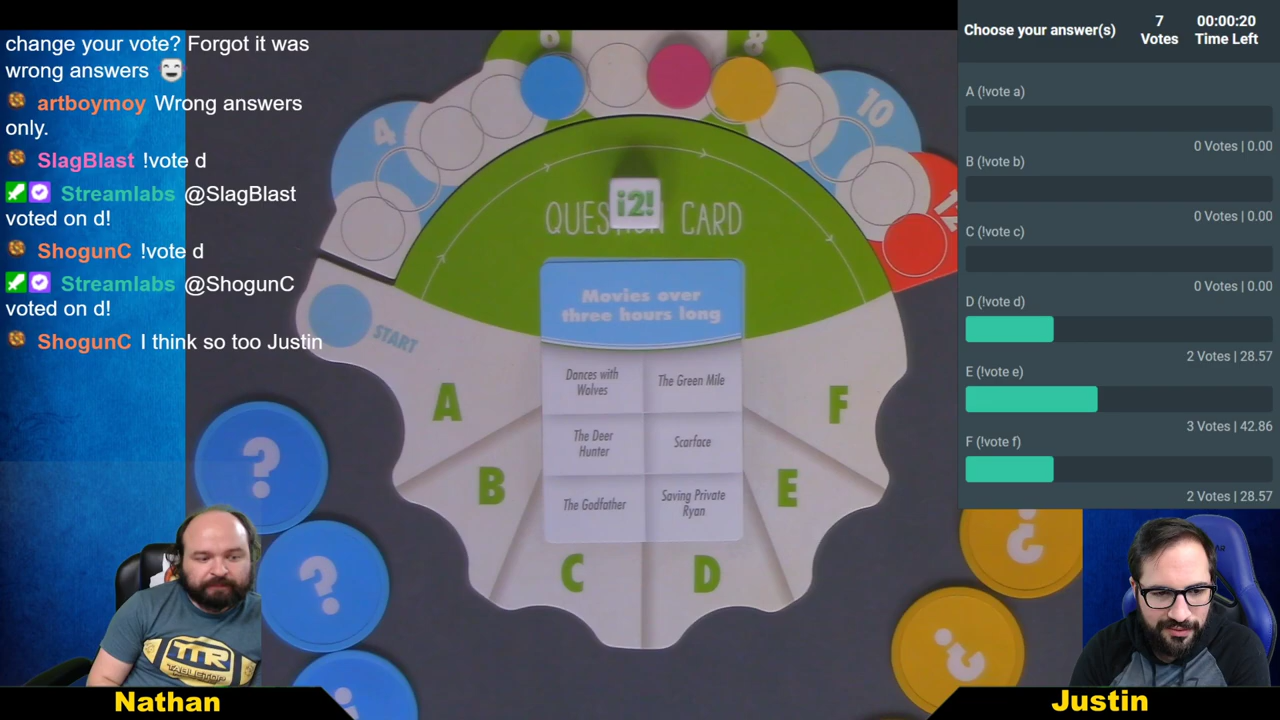 change your vote? Forgot it was
wrong answers
artboymoy Wrong answers
only.
SlagBlast !vote d
Streamlabs @SlagBlast
voted on d!
ShogunC !vote d
Streamlabs @ShogunC
voted on d!
ShogunC I think so too Justin
4
8
10
START
QUESTION CARD
i2!
Movies over
three hours long
Dances with
Wolves
The Green Mile
The Deer
Hunter
Scarface
The Godfather
Saving Private
Ryan
A
B
C
D
E
F
?
?
?
?
TTR
Choose your answer(s)
7
Votes
00:00:20
Time Left
A (!vote a)
0 Votes | 0.00
B (!vote b)
0 Votes | 0.00
C (!vote c)
0 Votes | 0.00
D (!vote d)
2 Votes | 28.57
E (!vote e)
3 Votes | 42.86
F (!vote f)
2 Votes | 28.57
Nathan
Justin